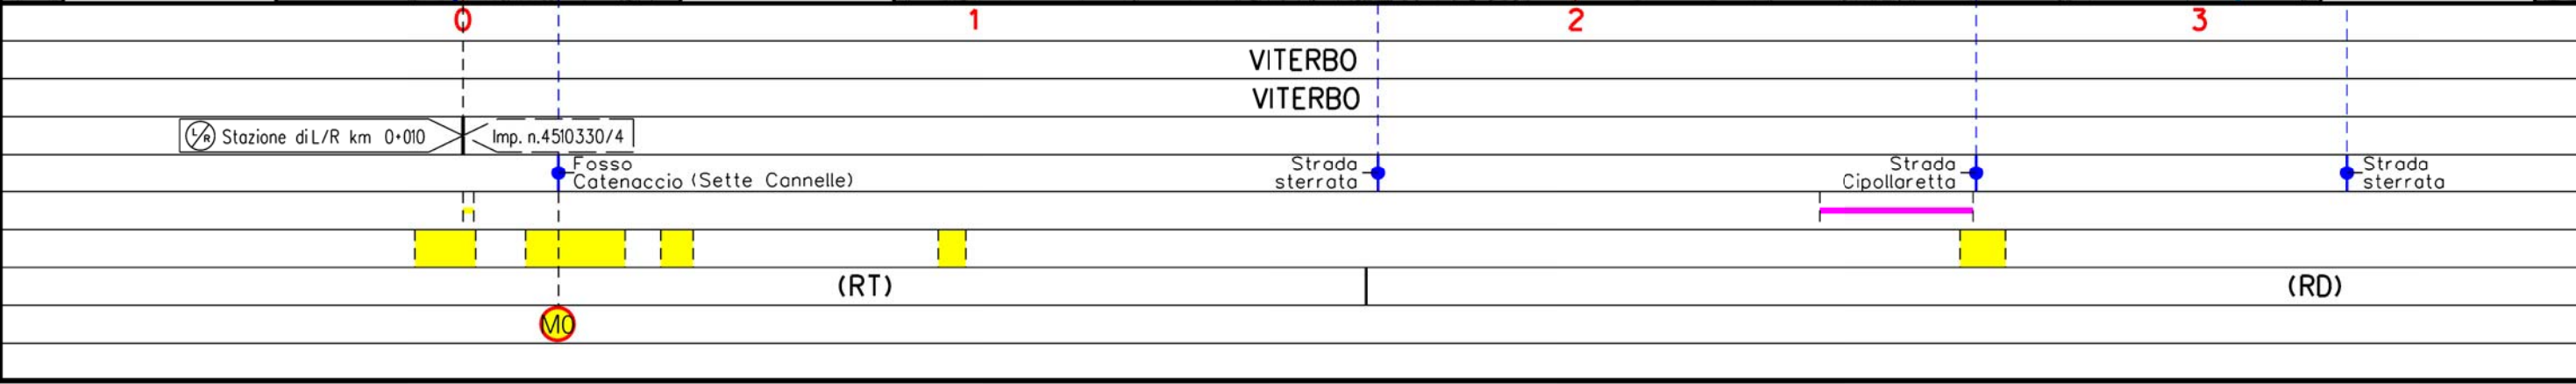 0 1 2 3
VITERBO
VITERBO
L/R Stazione di L/R km 0+010 Imp. n.4510330/4
Fosso
Catenaccio (Sette Cannelle)
Strada
sterrata
Strada
Cipollaretta
Strada
sterrata
(RT) (RD)
M0